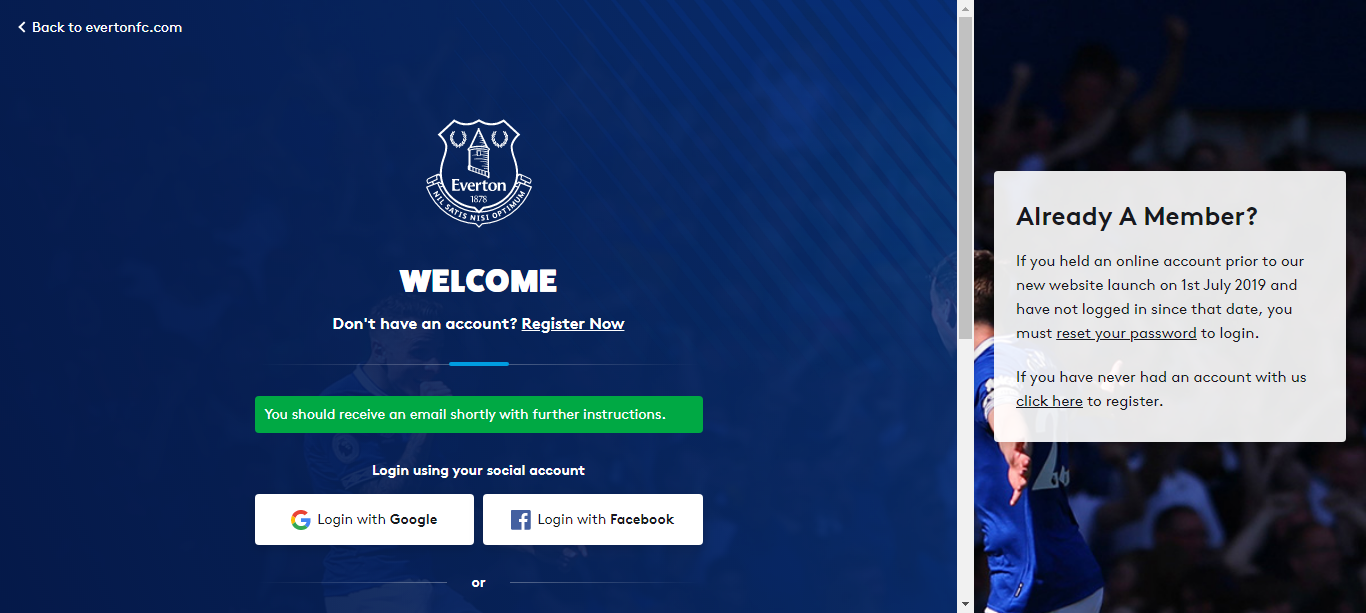 Back to evertonfc.com
Everton
1878
NIL SATIS NISI OPTIMUM
WELCOME
Don't have an account? Register Now
You should receive an email shortly with further instructions.
Login using your social account
Login with Google
Login with Facebook
or
Already A Member?
If you held an online account prior to our
new website launch on 1st July 2019 and
have not logged in since that date, you
must reset your password to login.
If you have never had an account with us
click here to register.